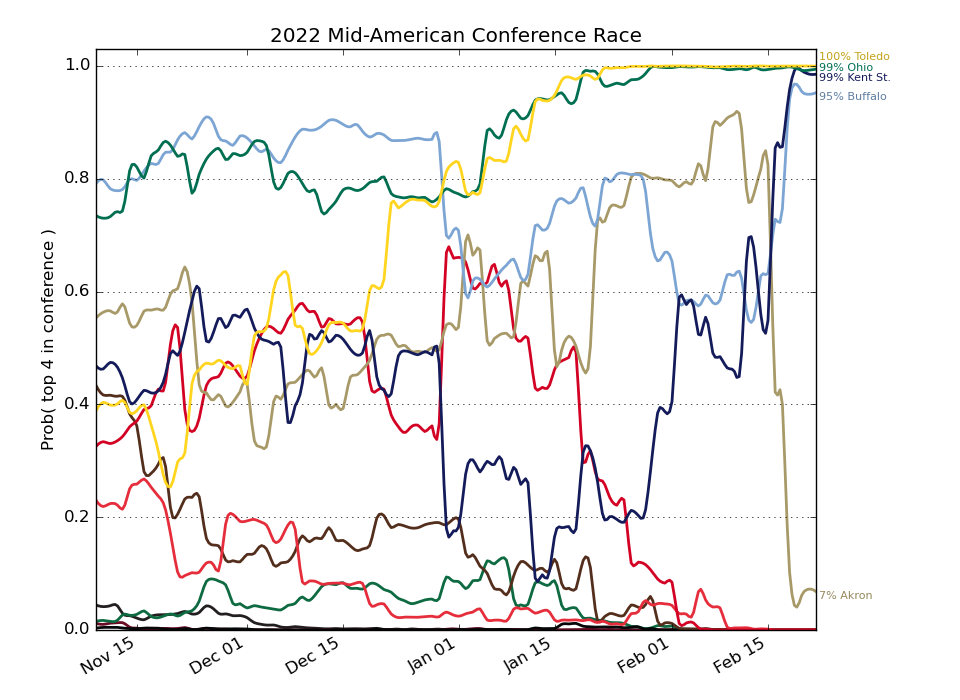 2022 Mid-American Conference Race
Prob( top 4 in conference )
1.0
0.8
0.6
0.4
0.2
0.0
Nov 15
Dec 01
Dec 15
Jan 01
Jan 15
Feb 01
Feb 15
100% Toledo
99% Ohio
99% Kent St.
95% Buffalo
7% Akron